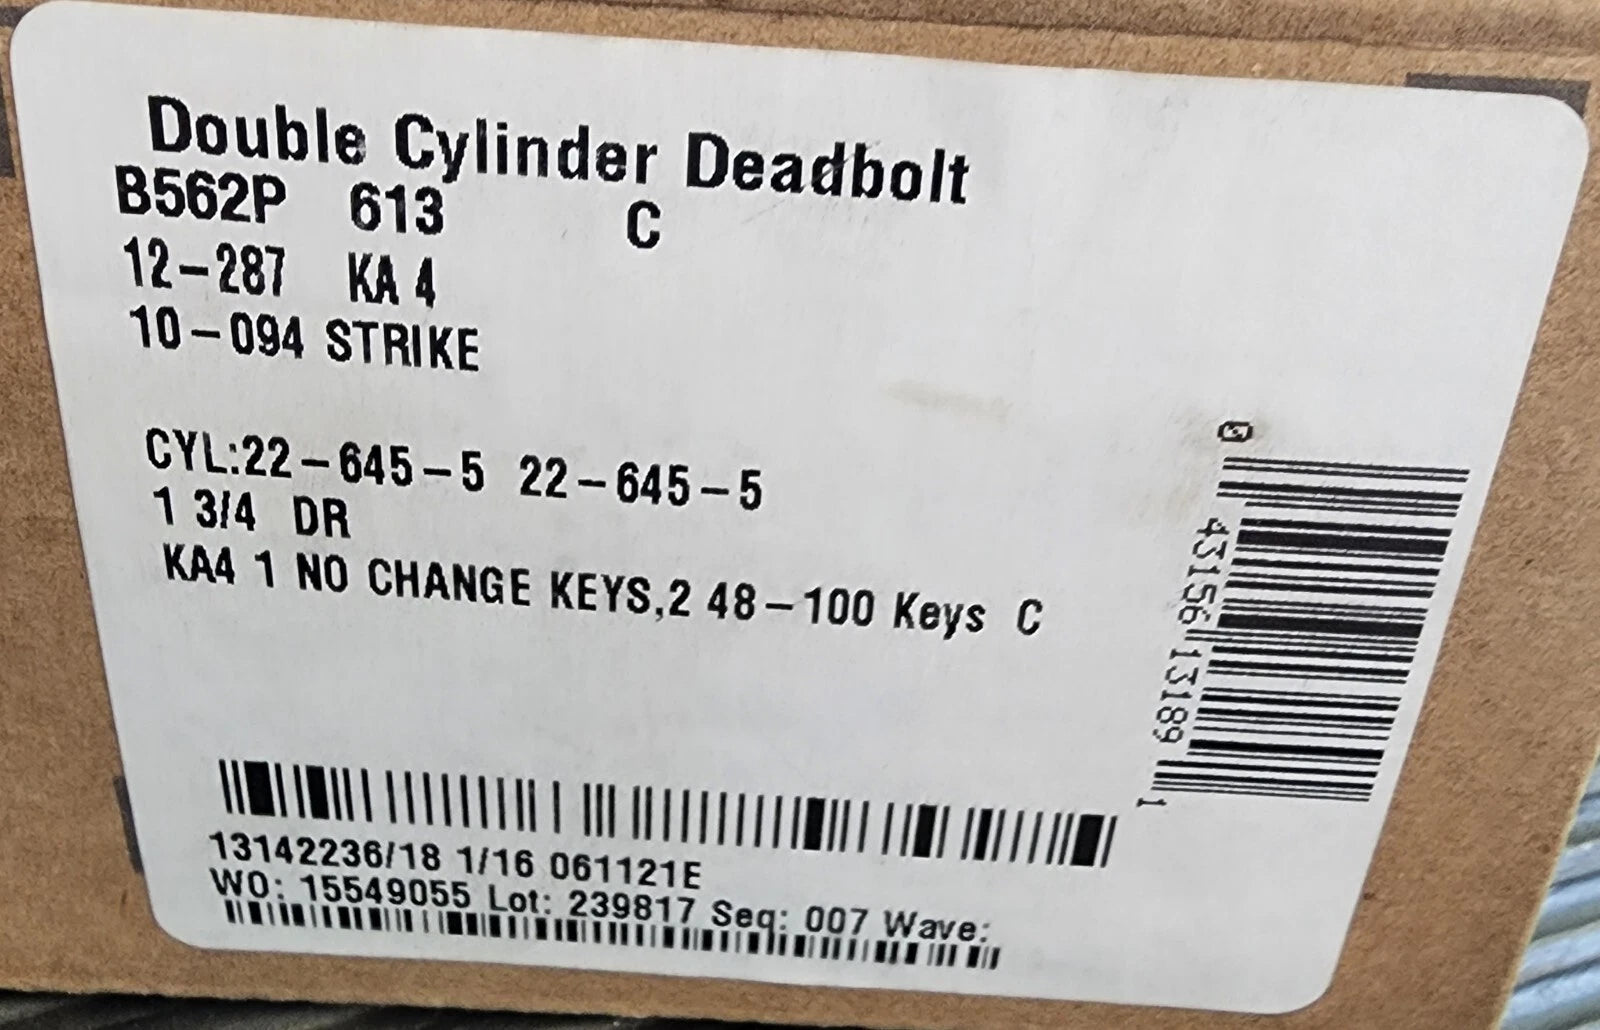 Double Cylinder Deadbolt
B562P 613 C
12-287 KA 4
10-094 STRIKE
CYL:22-645-5 22-645-5
1 3/4 DR
KA4 1 NO CHANGE KEYS,2 48-100 Keys C
0
43156 13189
1
13142236/18 1/16 061121E
WO: 15549055 Lot: 239817 Seq: 007 Wave: